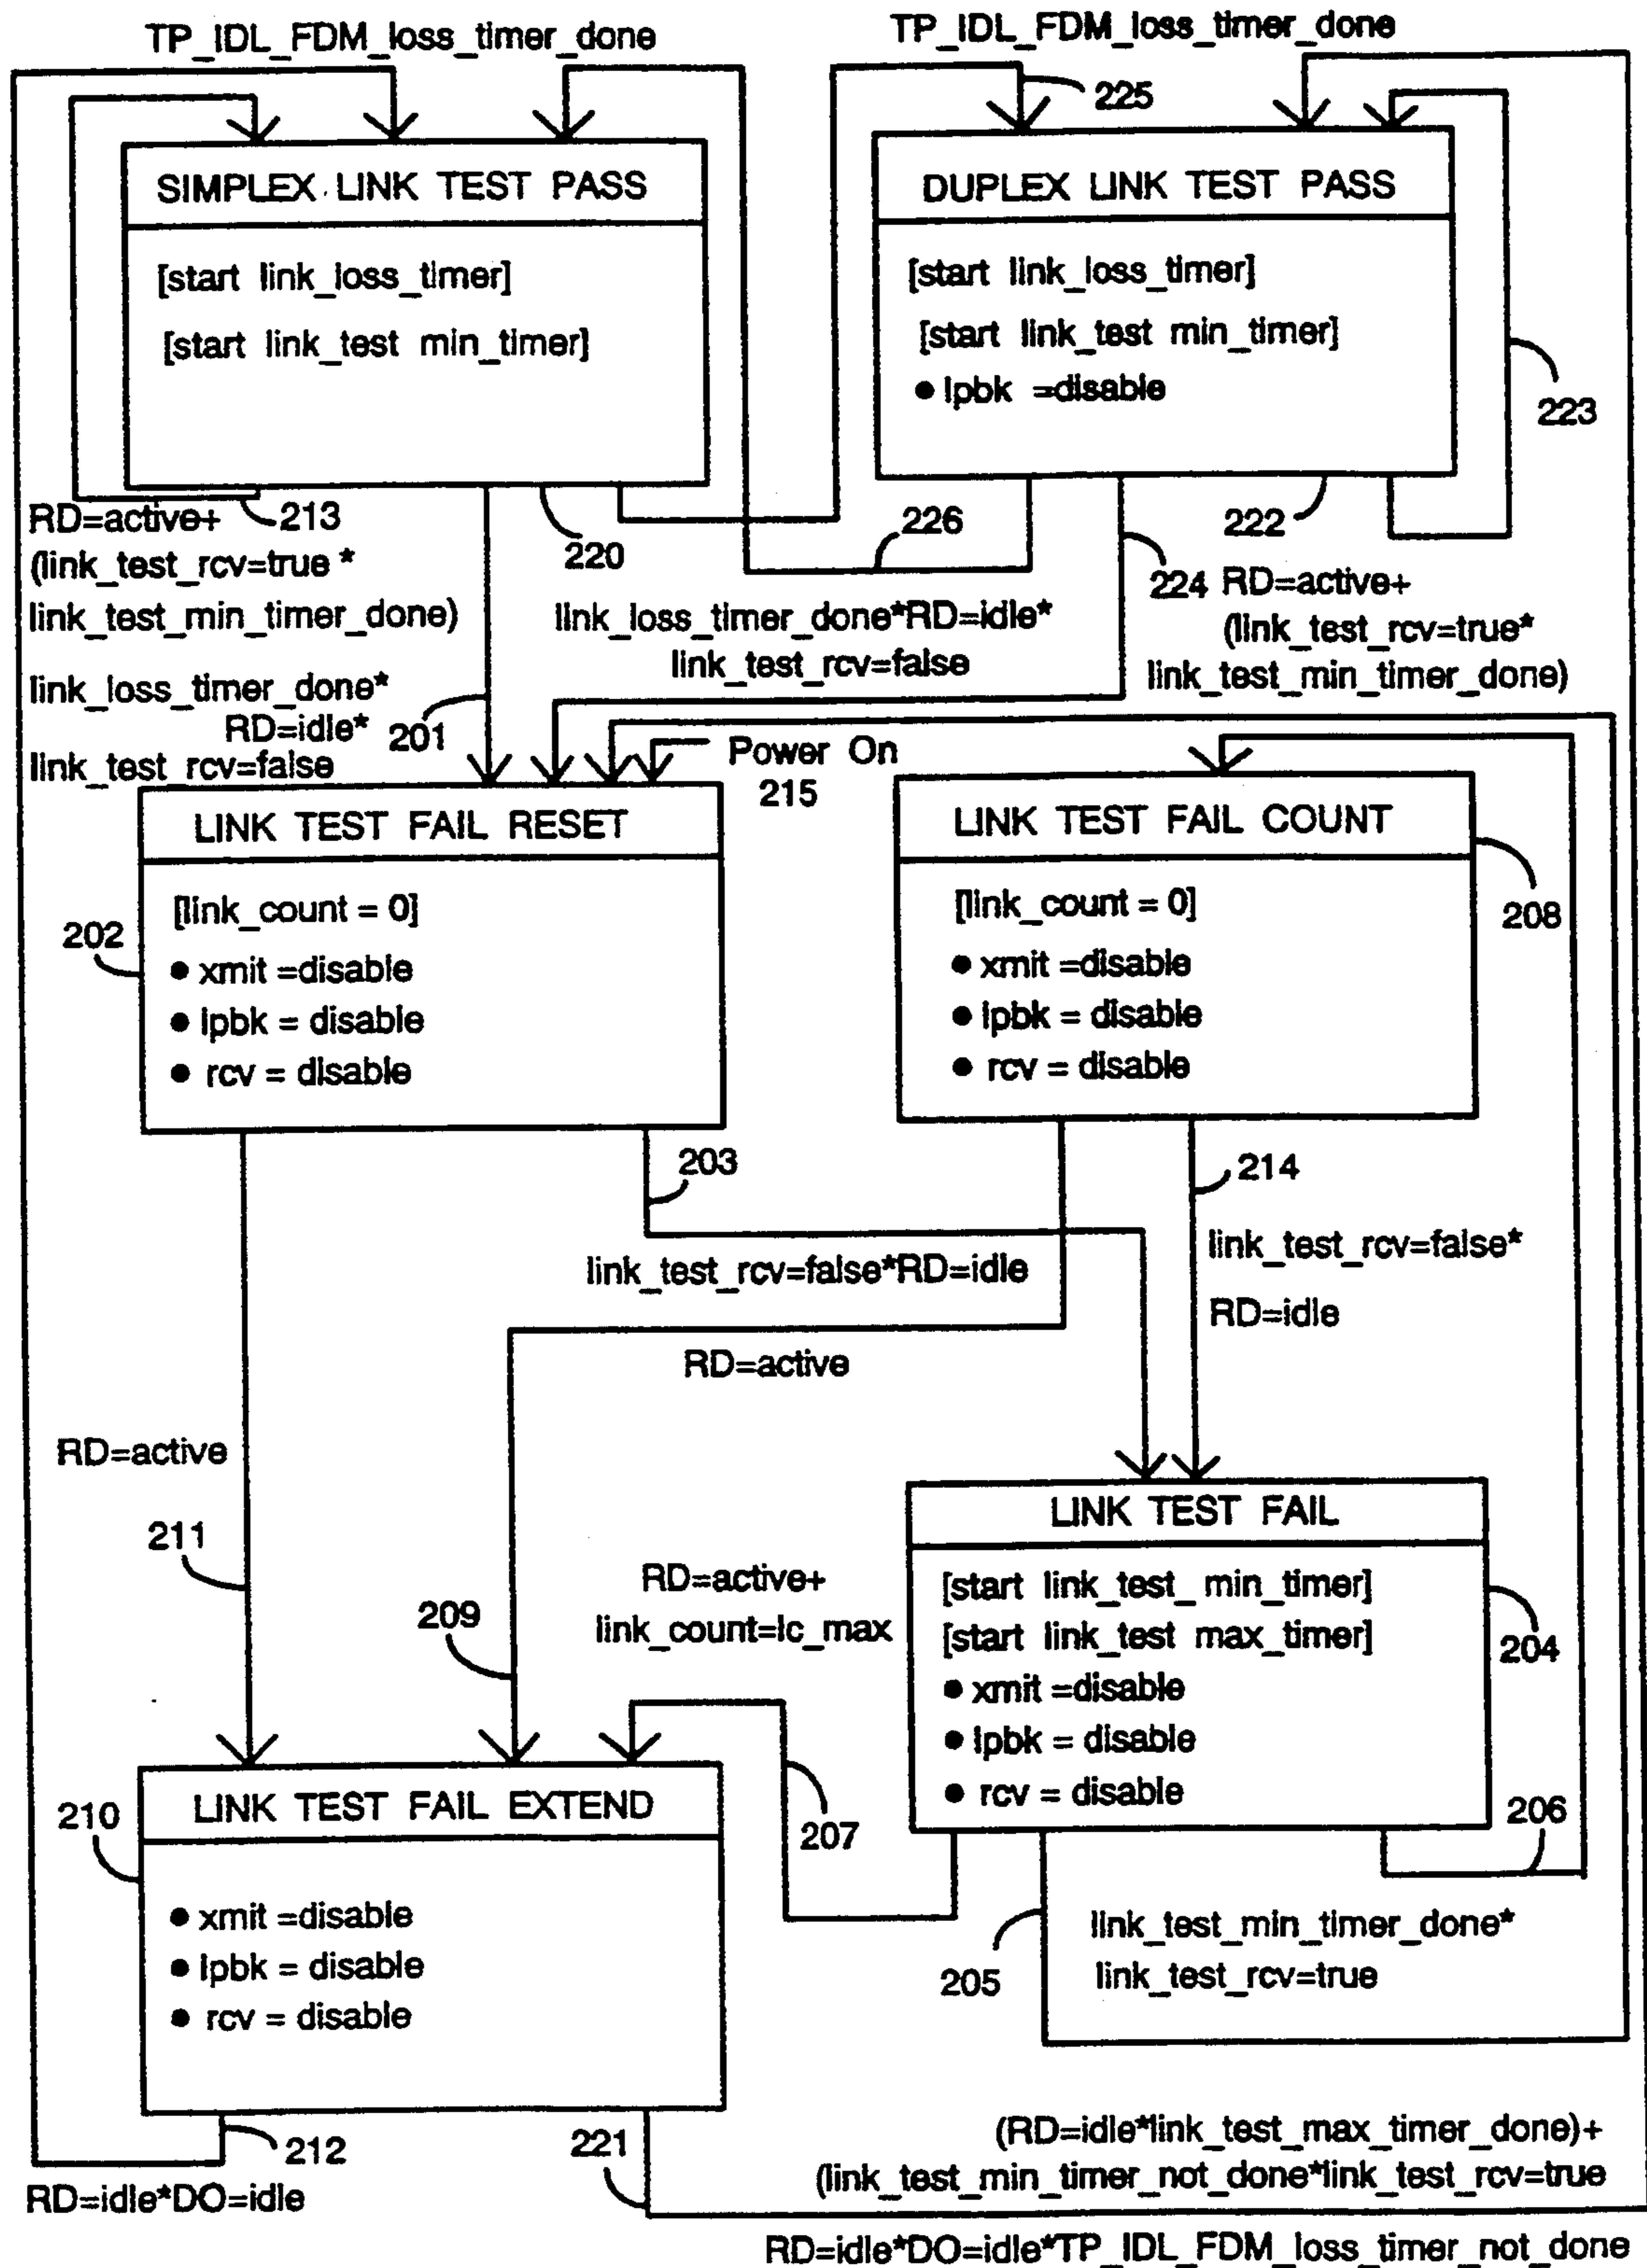 TP_IDL_FDM_loss_timer_done
TP_IDL_FDM_loss_timer_done
225
SIMPLEX LINK TEST PASS
[start link_loss_timer]
[start link_test min_timer]
DUPLEX LINK TEST PASS
[start link_loss_timer]
[start link_test min_timer]
● lpbk =disable
223
RD=active+
213
(link_test_rcv=true *
link_test_min_timer_done)
220
226
222
link_loss_timer_done*
RD=idle*
link_test rcv=false
201
link_loss_timer_done*RD=idle*
link_test_rcv=false
224
RD=active+
(link_test_rcv=true*
link_test_min_timer_done)
Power On
215
LINK TEST FAIL RESET
[link_count = 0]
● xmit =disable
● lpbk = disable
● rcv = disable
202
LINK TEST FAIL COUNT
[link_count = 0]
● xmit =disable
● lpbk = disable
● rcv = disable
208
203
214
link_test_rcv=false*RD=idle
link_test_rcv=false*
RD=idle
RD=active
RD=active
211
209
RD=active+
link_count=lc_max
LINK TEST FAIL
[start link_test_ min_timer]
[start link_test max_timer]
● xmit =disable
● lpbk = disable
● rcv = disable
204
207
206
210
LINK TEST FAIL EXTEND
● xmit =disable
● lpbk = disable
● rcv = disable
205
link_test_min_timer_done*
link_test_rcv=true
212
221
(RD=idle*link_test_max_timer_done)+
(link_test_min_timer_not_done*link_test_rcv=true
RD=idle*DO=idle
RD=idle*DO=idle*TP_IDL_FDM_loss_timer_not_done